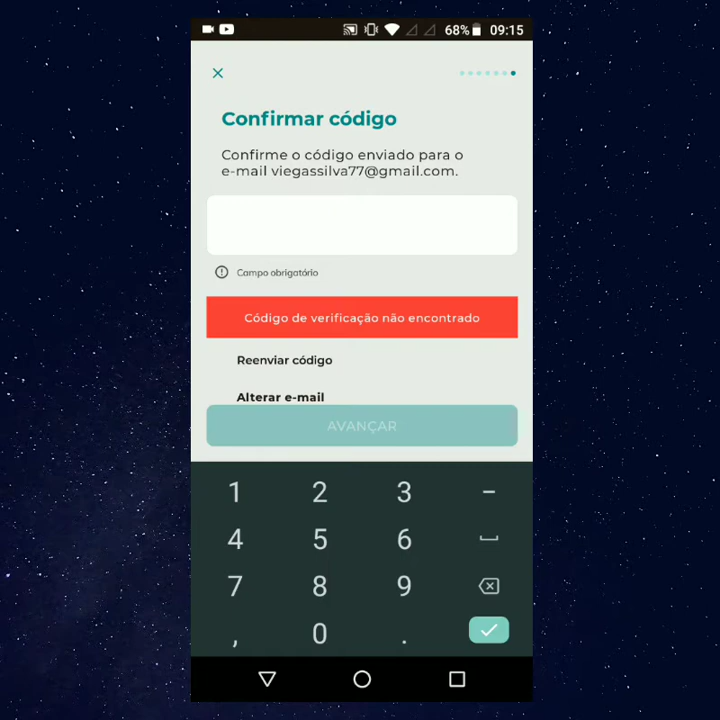 68% 09:15
Confirmar código
Confirme o código enviado para o
e-mail viegassilva77@gmail.com.
Campo obrigatório
Código de verificação não encontrado
Reenviar código
Alterar e-mail
AVANÇAR
1 2 3 -
4 5 6
7 8 9
, 0 .